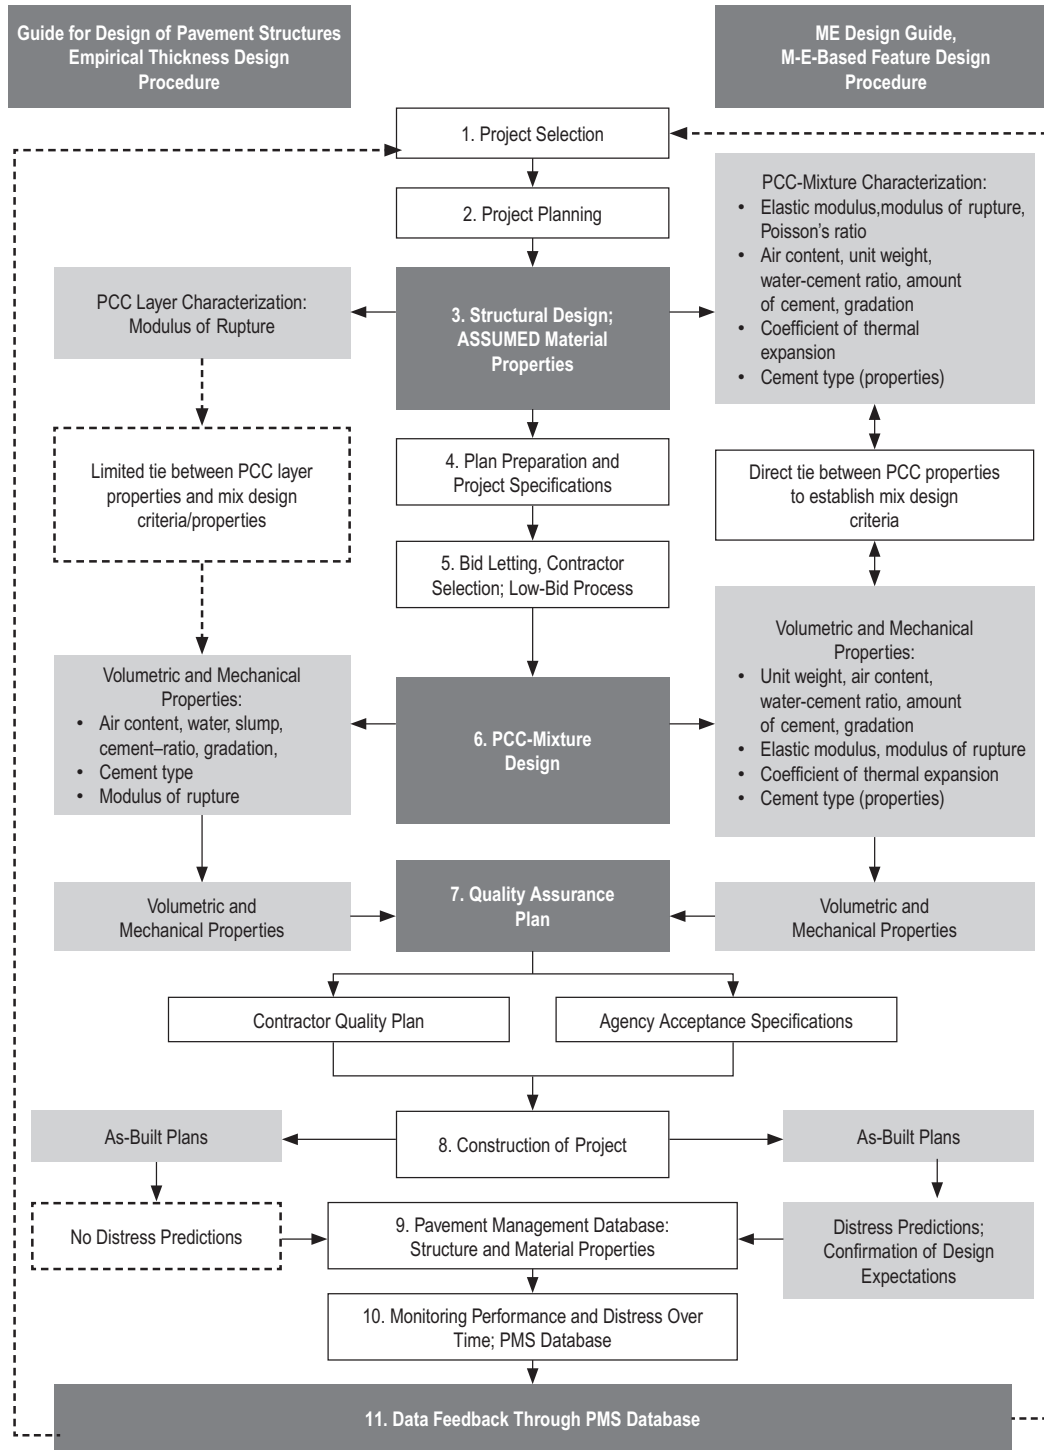 Guide for Design of Pavement Structures
Empirical Thickness Design
Procedure
ME Design Guide,
M-E-Based Feature Design
Procedure
1. Project Selection
2. Project Planning
PCC Layer Characterization:
Modulus of Rupture
3. Structural Design;
ASSUMED Material
Properties
PCC-Mixture Characterization:
• Elastic modulus,modulus of rupture,
Poisson's ratio
• Air content, unit weight,
water-cement ratio, amount
of cement, gradation
• Coefficient of thermal
expansion
• Cement type (properties)
Limited tie between PCC layer
properties and mix design
criteria/properties
4. Plan Preparation and
Project Specifications
Direct tie between PCC properties
to establish mix design
criteria
5. Bid Letting, Contractor
Selection; Low-Bid Process
Volumetric and Mechanical
Properties:
• Air content, water, slump,
cement–ratio, gradation,
• Cement type
• Modulus of rupture
6. PCC-Mixture
Design
Volumetric and Mechanical
Properties:
• Unit weight, air content,
water-cement ratio, amount
of cement, gradation
• Elastic modulus, modulus of rupture
• Coefficient of thermal expansion
• Cement type (properties)
Volumetric and
Mechanical Properties
7. Quality Assurance
Plan
Volumetric and
Mechanical Properties
Contractor Quality Plan
Agency Acceptance Specifications
As-Built Plans
8. Construction of Project
As-Built Plans
No Distress Predictions
9. Pavement Management Database:
Structure and Material Properties
Distress Predictions;
Confirmation of Design
Expectations
10. Monitoring Performance and Distress Over
Time; PMS Database
11. Data Feedback Through PMS Database